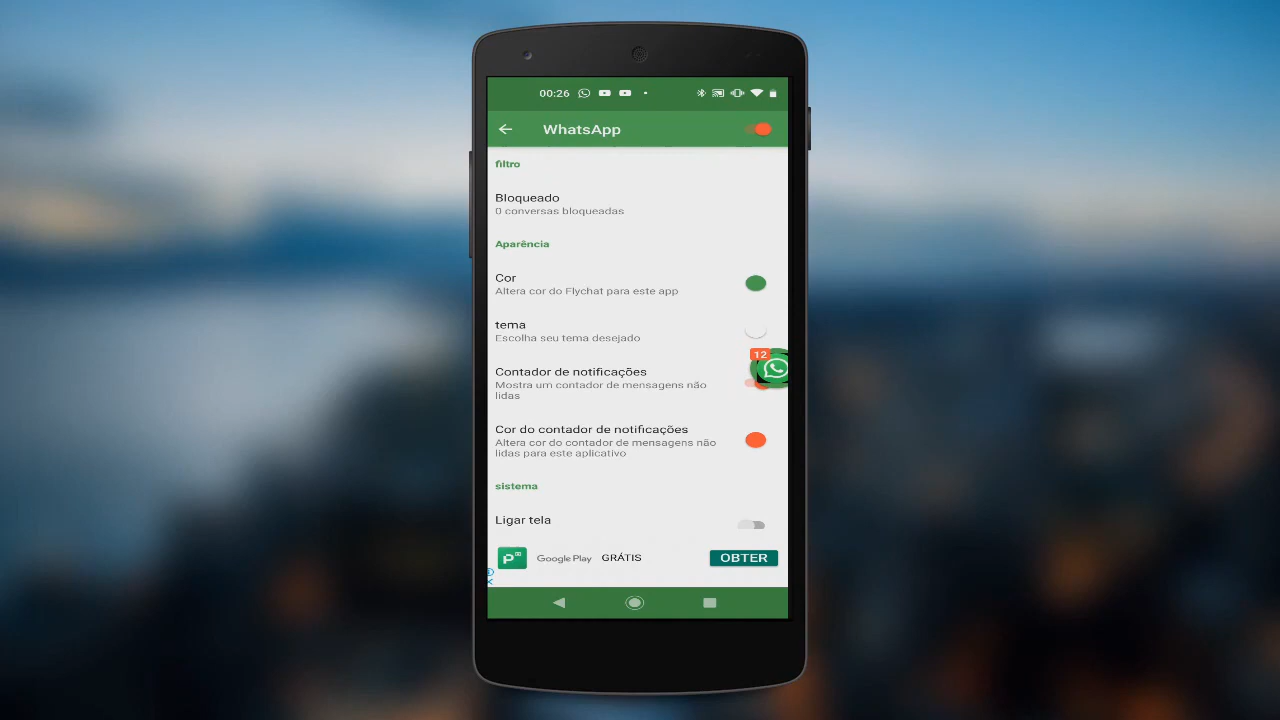 00:26
WhatsApp
filtro
Bloqueado
0 conversas bloqueadas
Aparência
Cor
Altera cor do Flychat para este app
tema
Escolha seu tema desejado
12
Contador de notificações
Mostra um contador de mensagens não
lidas
Cor do contador de notificações
Altera cor do contador de mensagens não
lidas para este aplicativo
sistema
Ligar tela
Google Play GRÁTIS OBTER